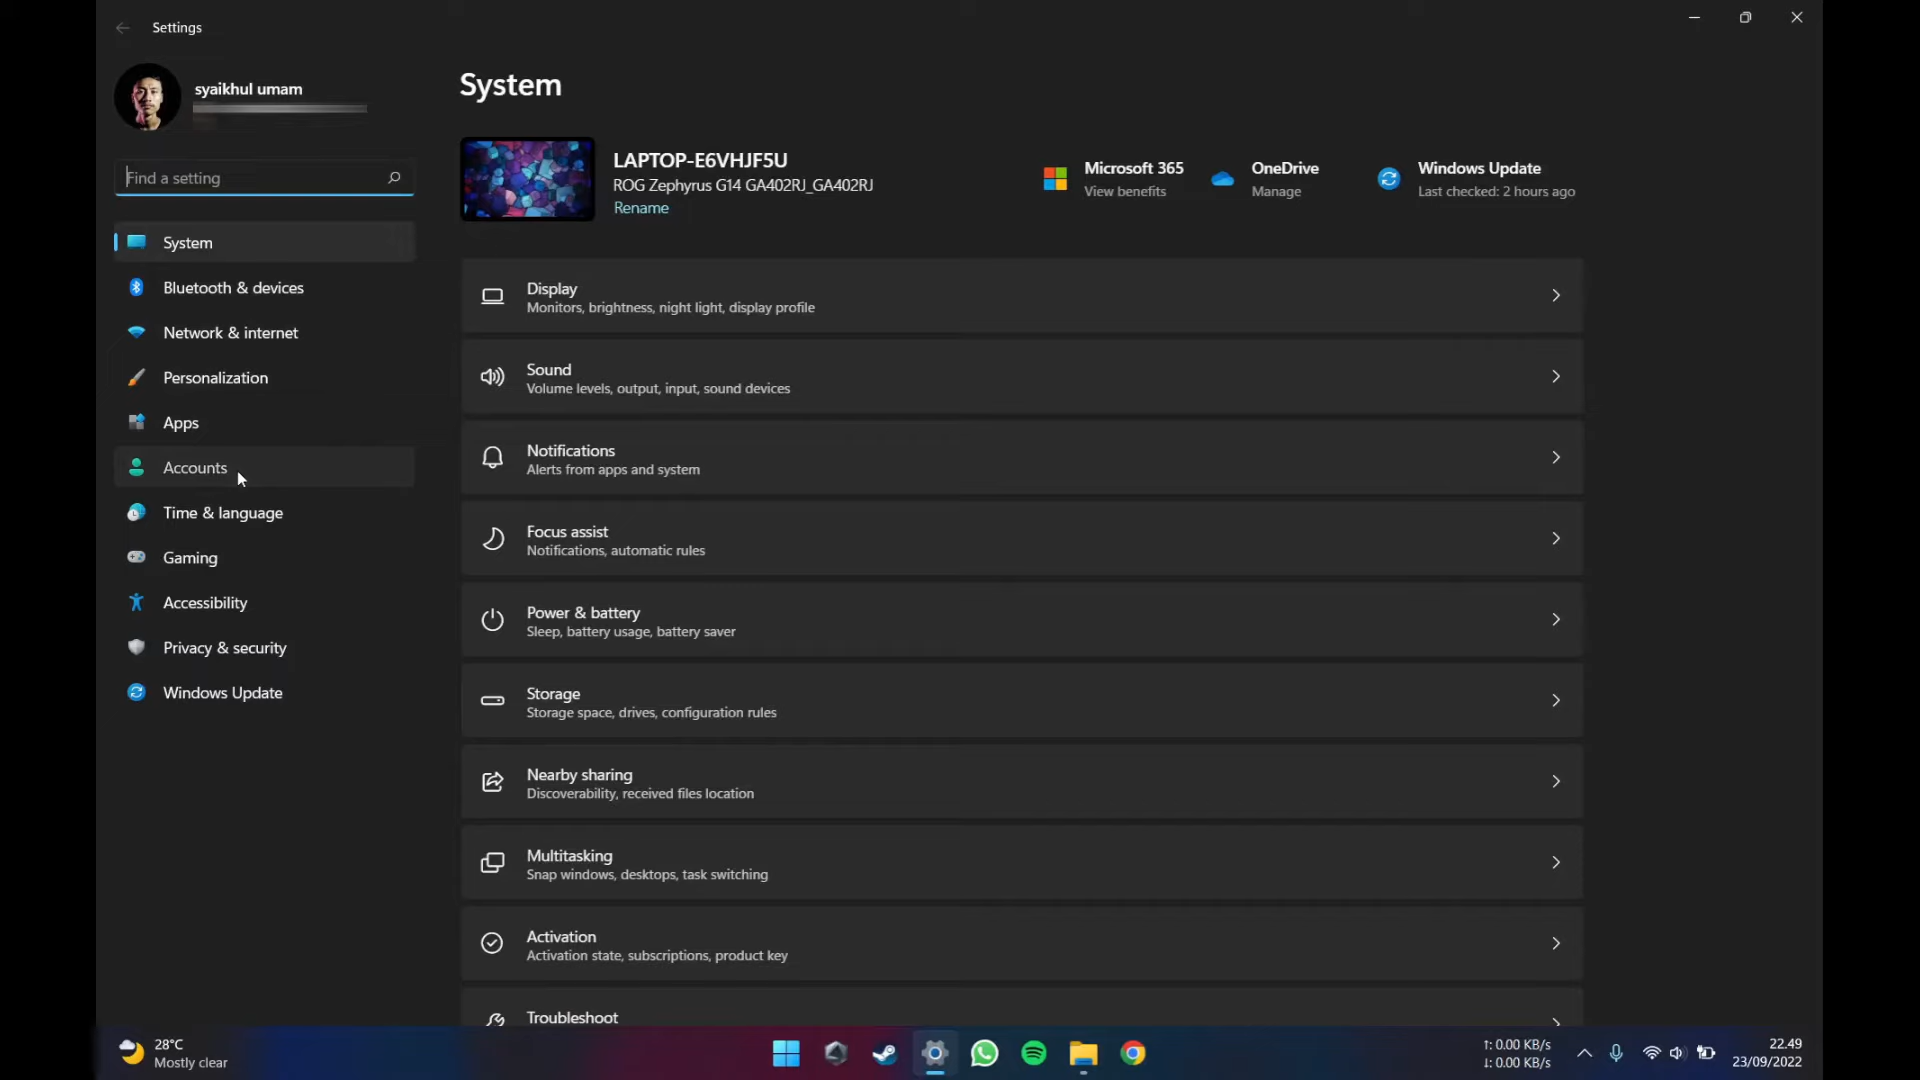 Settings
syaikhul umam
Find a setting
System
Bluetooth & devices
Network & internet
Personalization
Apps
Accounts
Time & language
Gaming
Accessibility
Privacy & security
Windows Update
System
LAPTOP-E6VHJF5U
ROG Zephyrus G14 GA402RJ_GA402RJ
Rename
Microsoft 365
View benefits
OneDrive
Manage
Windows Update
Last checked: 2 hours ago
Display
Monitors, brightness, night light, display profile
Sound
Volume levels, output, input, sound devices
Notifications
Alerts from apps and system
Focus assist
Notifications, automatic rules
Power & battery
Sleep, battery usage, battery saver
Storage
Storage space, drives, configuration rules
Nearby sharing
Discoverability, received files location
Multitasking
Snap windows, desktops, task switching
Activation
Activation state, subscriptions, product key
Troubleshoot
28°C
Mostly clear
↑: 0.00 KB/s
↓: 0.00 KB/s
22.49
23/09/2022